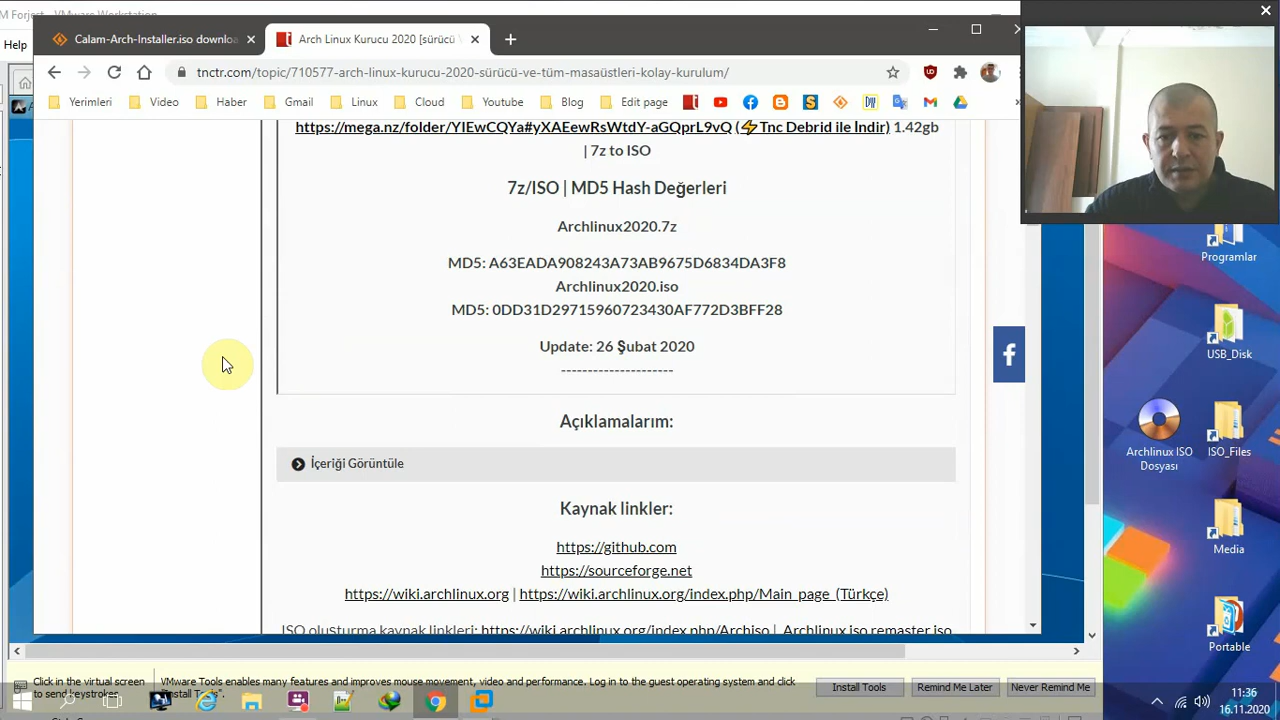 M Forjest - VMware Workstation
Help
Calam-Arch-Installer.iso downlo
Arch Linux Kurucu 2020 [sürücü
tnctr.com/topic/710577-arch-linux-kurucu-2020-sürücü-ve-tüm-masaüstleri-kolay-kurulum/
Yerimleri
Video
Haber
Gmail
Linux
Cloud
Youtube
Blog
Edit page
https://mega.nz/folder/YIEwCQYa#yXAEewRsWtdY-aGQprL9vQ (⚡Tnc Debrid ile İndir) 1.42gb
| 7z to ISO
7z/ISO | MD5 Hash Değerleri
Archlinux2020.7z
MD5: A63EADA908243A73AB9675D6834DA3F8
Archlinux2020.iso
MD5: 0DD31D29715960723430AF772D3BFF28
Update: 26 Şubat 2020
---------------------
Açıklamalarım:
İçeriği Görüntüle
Kaynak linkler:
https://github.com
https://sourceforge.net
https://wiki.archlinux.org | https://wiki.archlinux.org/index.php/Main_page_(Türkçe)
ISO oluşturma kaynak linkleri: https://wiki.archlinux.org/index.php/Archiso | Archlinux iso remaster iso
Programlar
USB_Disk
Archlinux ISO
Dosyası
ISO_Files
Media
Portable
Click in the virtual screen
to send keystrokes
VMware Tools enables many features and improves mouse movement, video and performance. Log in to the guest operating system and click
"Install Tools".
Install Tools
Remind Me Later
Never Remind Me
11:36
16.11.2020